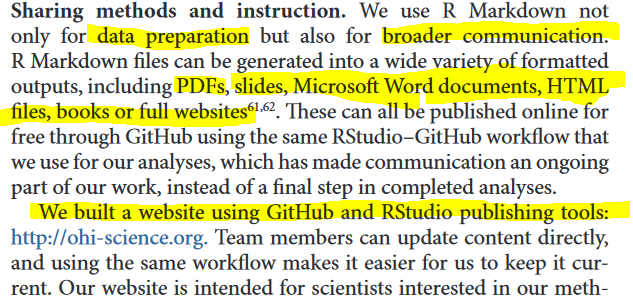 Sharing methods and instruction. We use R Markdown not
only for data preparation but also for broader communication.
R Markdown files can be generated into a wide variety of formatted
outputs, including PDFs, slides, Microsoft Word documents, HTML
files, books or full websites61,62. These can all be published online for
free through GitHub using the same RStudio–GitHub workflow that
we use for our analyses, which has made communication an ongoing
part of our work, instead of a final step in completed analyses.
We built a website using GitHub and RStudio publishing tools:
http://ohi-science.org. Team members can update content directly,
and using the same workflow makes it easier for us to keep it cur-
rent. Our website is intended for scientists interested in our meth-